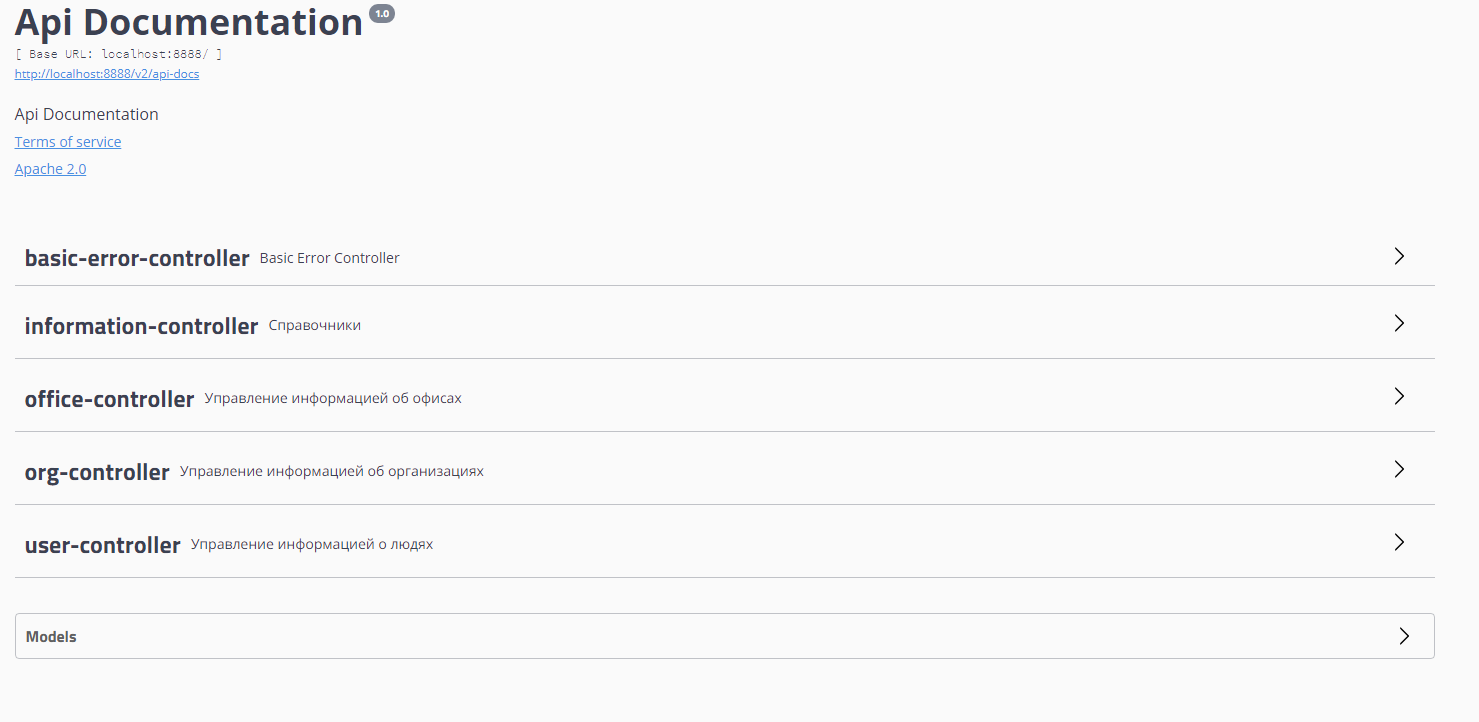 Api Documentation 1.0
[ Base URL: localhost:8888/ ]
http://localhost:8888/v2/api-docs
Api Documentation
Terms of service
Apache 2.0
basic-error-controller Basic Error Controller
information-controller Справочники
office-controller Управление информацией об офисах
org-controller Управление информацией об организациях
user-controller Управление информацией о людях
Models